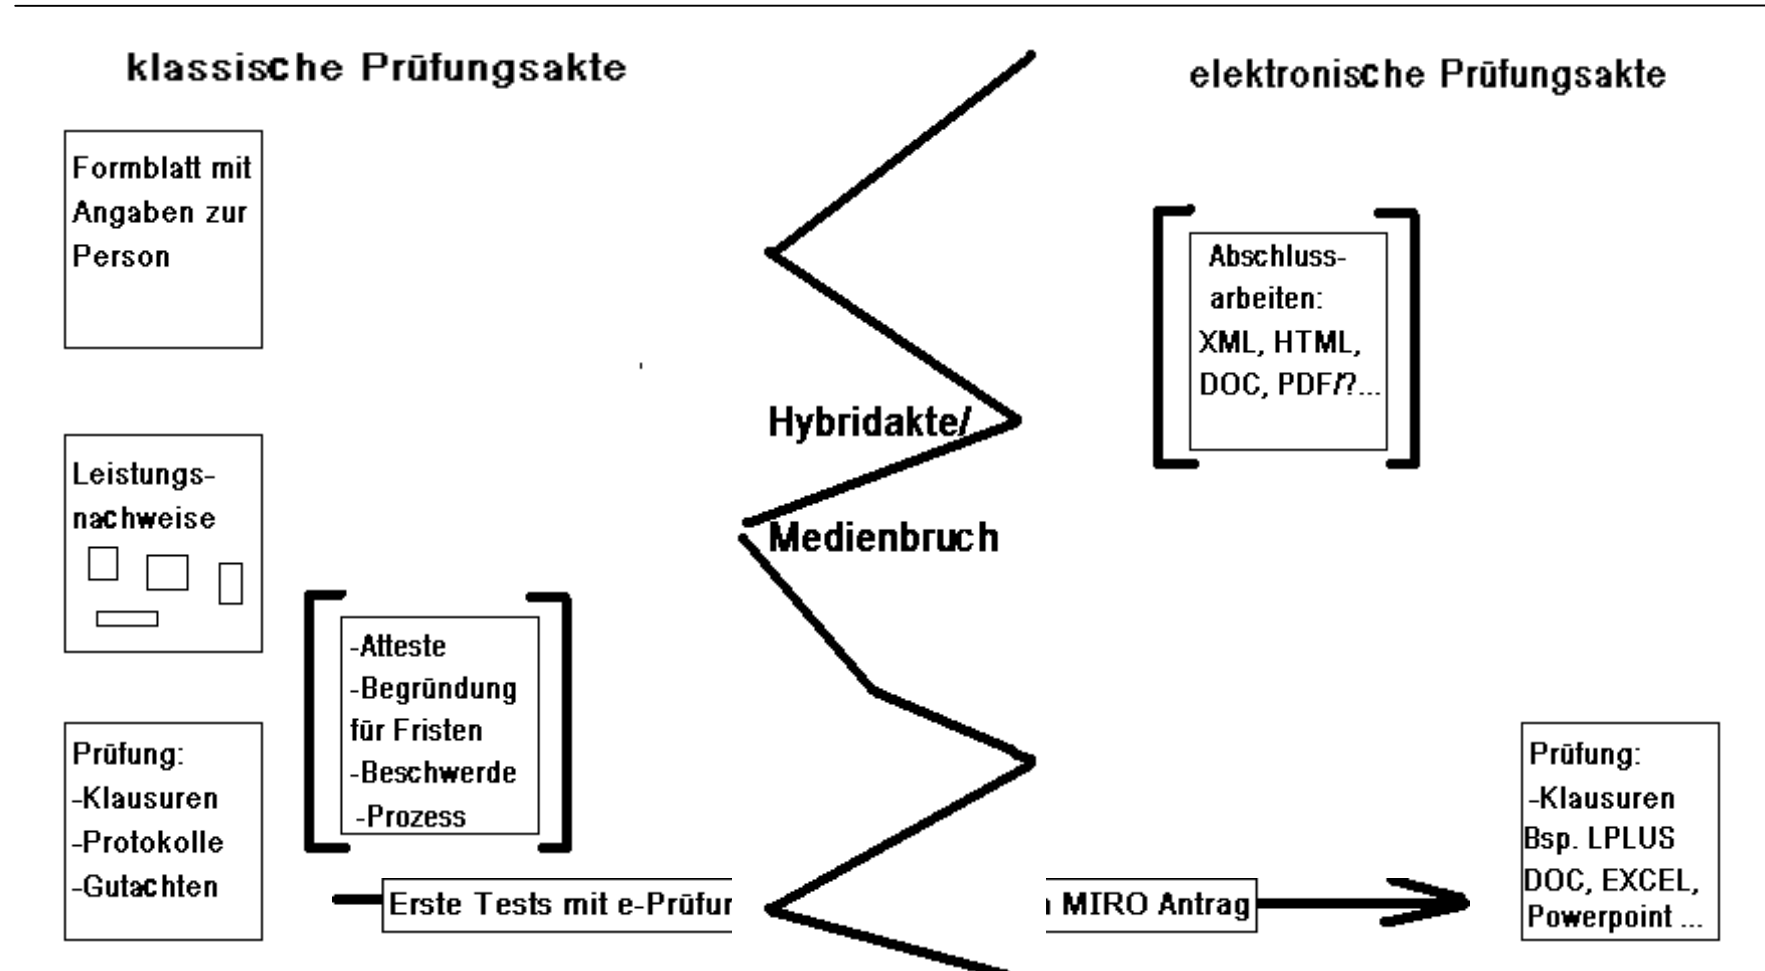 klassische Prüfungsakte
elektronische Prüfungsakte
Formblatt mit
Angaben zur
Person
Abschluss-
arbeiten:
XML, HTML,
DOC, PDF/?...
Hybridakte/
Medienbruch
Leistungs-
nachweise
-Atteste
-Begründung
für Fristen
-Beschwerde
-Prozess
Prüfung:
-Klausuren
-Protokolle
-Gutachten
Erste Tests mit e-Prüfu
MIRO Antrag
Prüfung:
-Klausuren
Bsp. LPLUS
DOC, EXCEL,
Powerpoint ...